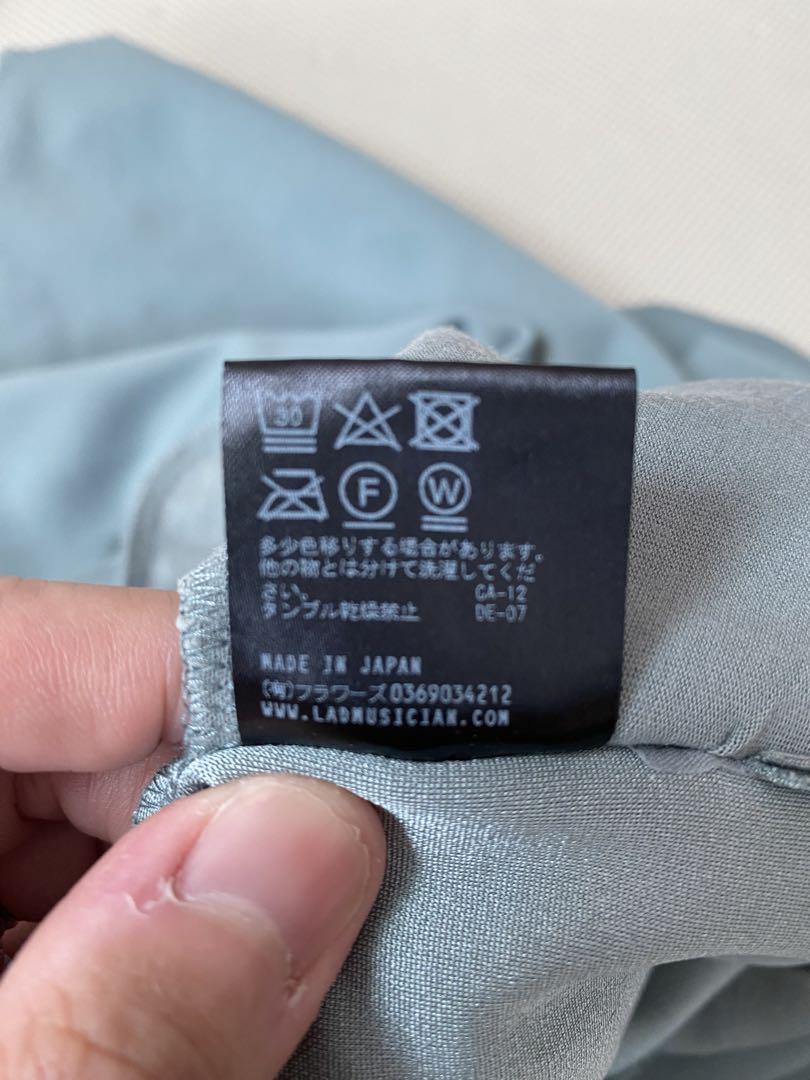 30
F W
多少色移りする場合があります。
他の物とは分けて洗濯してくだ
さい。 CA-12
タンブル乾燥禁止 DE-07
MADE IN JAPAN
(有)フラワーズ0369034212
WWW.LADMUSICIAN.COM